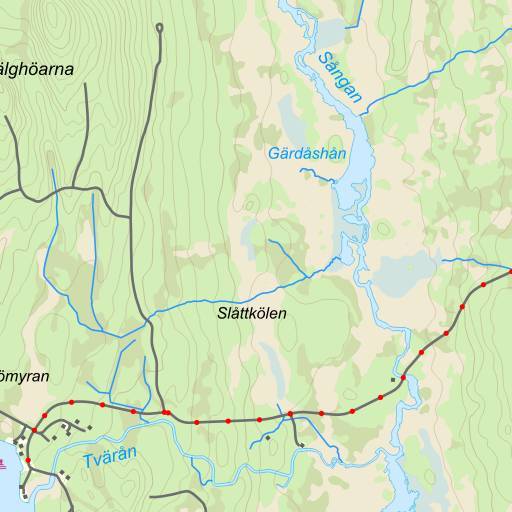 älghöarna
Sångan
Gärdåshån
Slåttkölen
ömyran
Tvärån